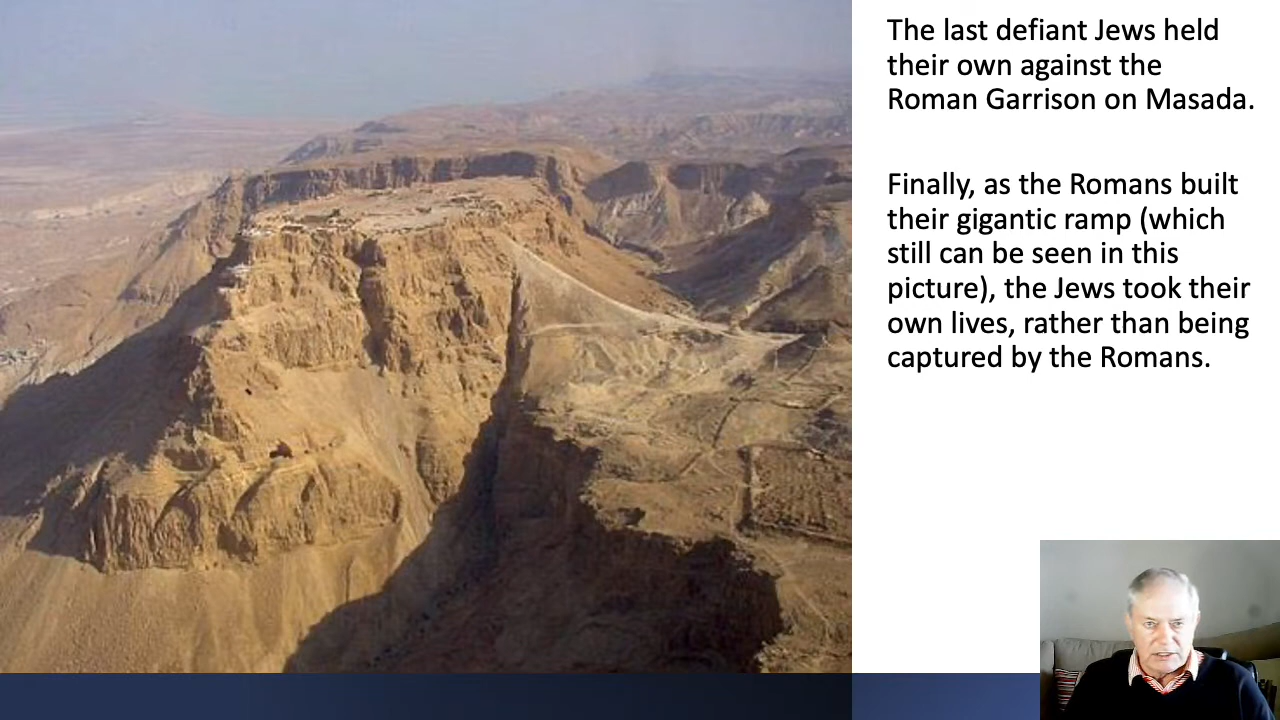 The last defiant Jews held
their own against the
Roman Garrison on Masada.
Finally, as the Romans built
their gigantic ramp (which
still can be seen in this
picture), the Jews took their
own lives, rather than being
captured by the Romans.